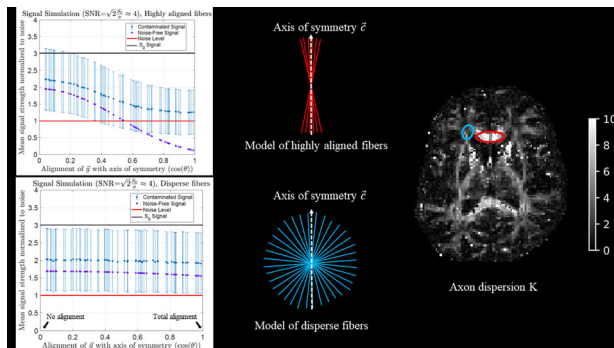 Signal Simulation (SNR=√2 S₀/σ ≈ 4), Highly aligned fibers
Mean signal strength normalized to noise
4
3.5
3
2.5
2
1.5
1
0.5
0
Contaminated Signal
Noise-Free Signal
Noise Level
S₀ Signal
0 0.2 0.4 0.6 0.8 1
Alignment of g⃗ with axis of symmetry (cos(θ))
Signal Simulation (SNR=√2 S₀/σ ≈ 4), Disperse fibers
Mean signal strength normalized to noise
4
3.5
3
2.5
2
1.5
1
0.5
0
Contaminated Signal
Noise-Free Signal
Noise Level
S₀ Signal
No alignment
Total alignment
0 0.2 0.4 0.6 0.8 1
Alignment of g⃗ with axis of symmetry (cos(θ))
Axis of symmetry c⃗
Model of highly aligned fibers
Axis of symmetry c⃗
Model of disperse fibers
10
8
6
4
2
0
Axon dispersion K